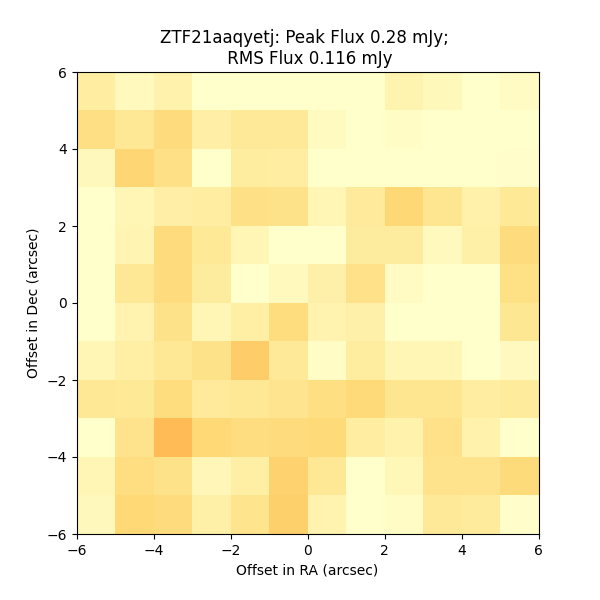 ZTF21aaqyetj: Peak Flux 0.28 mJy;
RMS Flux 0.116 mJy
6
4
2
0
−2
−4
−6
Offset in Dec (arcsec)
−6 −4 −2 0 2 4 6
Offset in RA (arcsec)